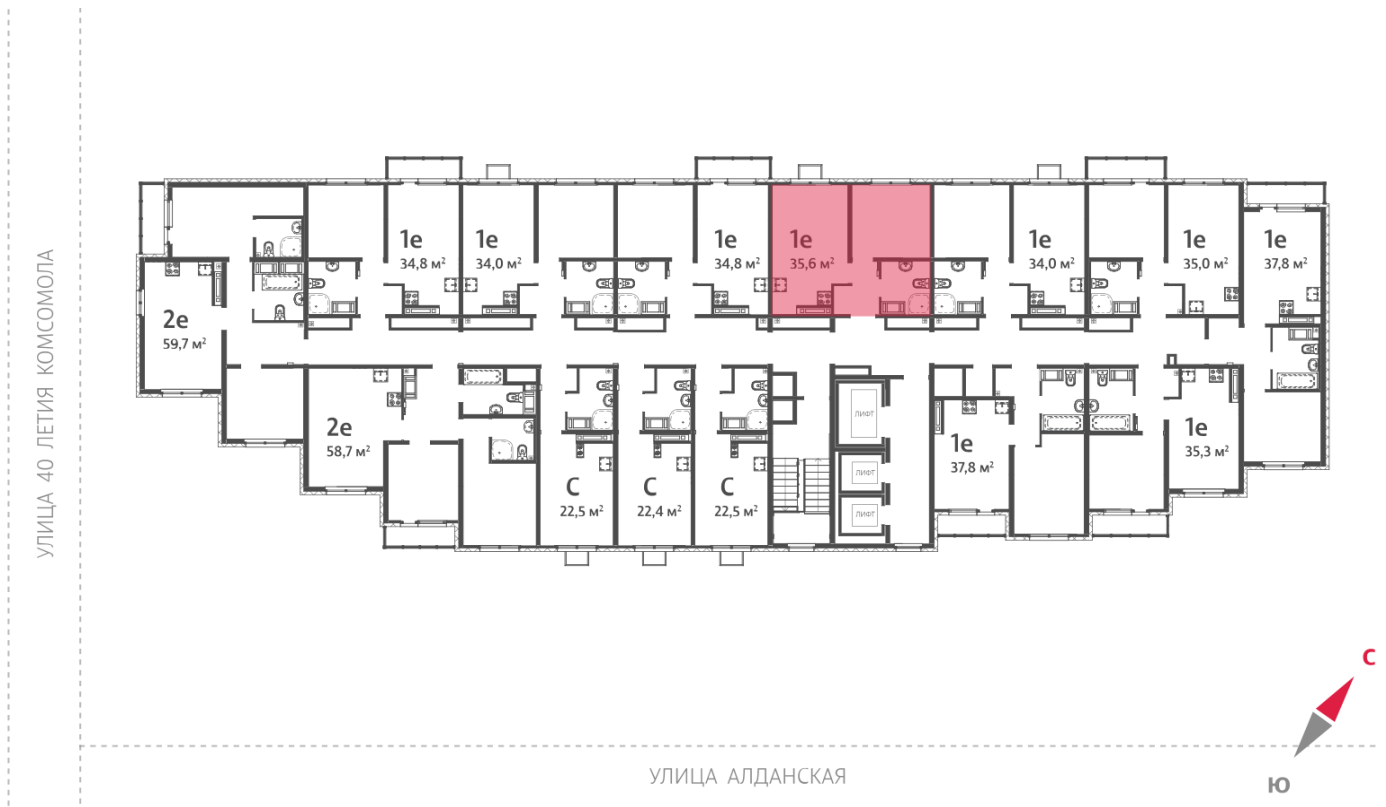 УЛИЦА 40 ЛЕТИЯ КОМСОМОЛА
1е
34,8 м²
1е
34,0 м²
1е
34,8 м²
1е
35,6 м²
1е
34,0 м²
1е
35,0 м²
1е
37,8 м²
2е
59,7 м²
2е
58,7 м²
С
22,5 м²
С
22,4 м²
С
22,5 м²
ЛИФТ
ЛИФТ
ЛИФТ
1е
37,8 м²
1е
35,3 м²
С
Ю
УЛИЦА АЛДАНСКАЯ